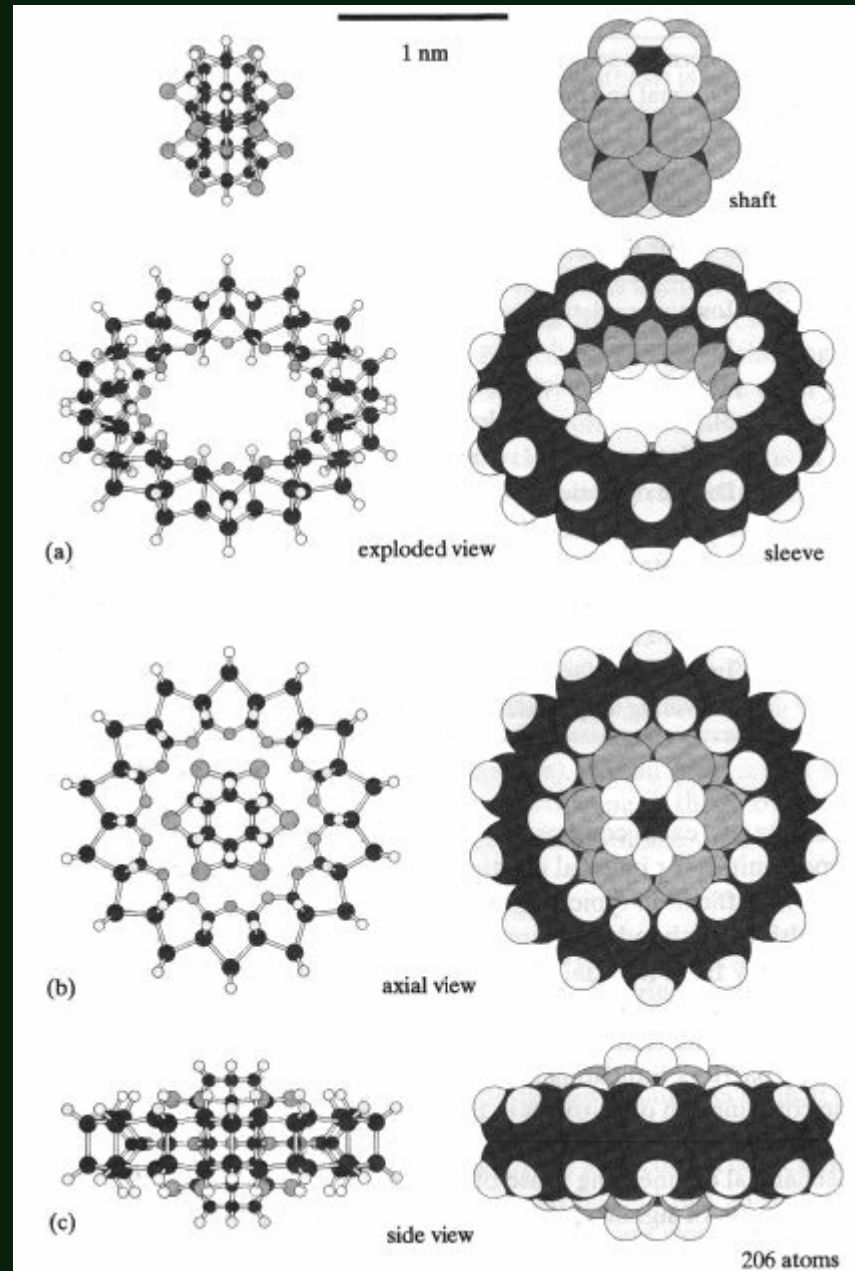 1 nm
shaft
(a)
exploded view
sleeve
(b)
axial view
(c)
side view
206 atoms